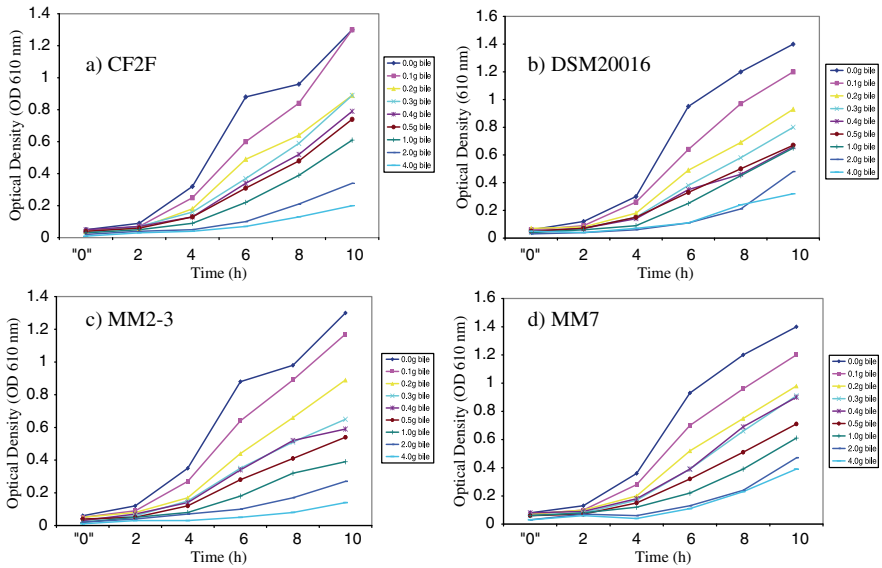 a) CF2F
Optical Density (OD 610 nm)
1.4
1.2
1
0.8
0.6
0.4
0.2
0
"0" 2 4 6 8 10
Time (h)
0.0g bile
0.1g bile
0.2g bile
0.3g bile
0.4g bile
0.5g bile
1.0g bile
2.0g bile
4.0g bile
b) DSM20016
Optical Density (610 nm)
1.6
1.4
1.2
1.0
0.8
0.6
0.4
0.2
0
"0" 2 4 6 8 10
Time (h)
0.0g bile
0.1g bile
0.2g bile
0.3g bile
0.4g bile
0.5g bile
1.0g bile
2.0g bile
4.0g bile
c) MM2-3
Optical Density (OD 610 nm)
1.4
1.2
1
0.8
0.6
0.4
0.2
0
"0" 2 4 6 8 10
Time (h)
0.0g bile
0.1g bile
0.2g bile
0.3g bile
0.4g bile
0.5g bile
1.0g bile
2.0g bile
4.0g bile
d) MM7
Optical Density (OD 610 nm)
1.6
1.4
1.2
1
0.8
0.6
0.4
0.2
0
"0" 2 4 6 8 10
Time (h)
0.0g bile
0.1g bile
0.2g bile
0.3g bile
0.4g bile
0.5g bile
1.0g bile
2.0g bile
4.0g bile